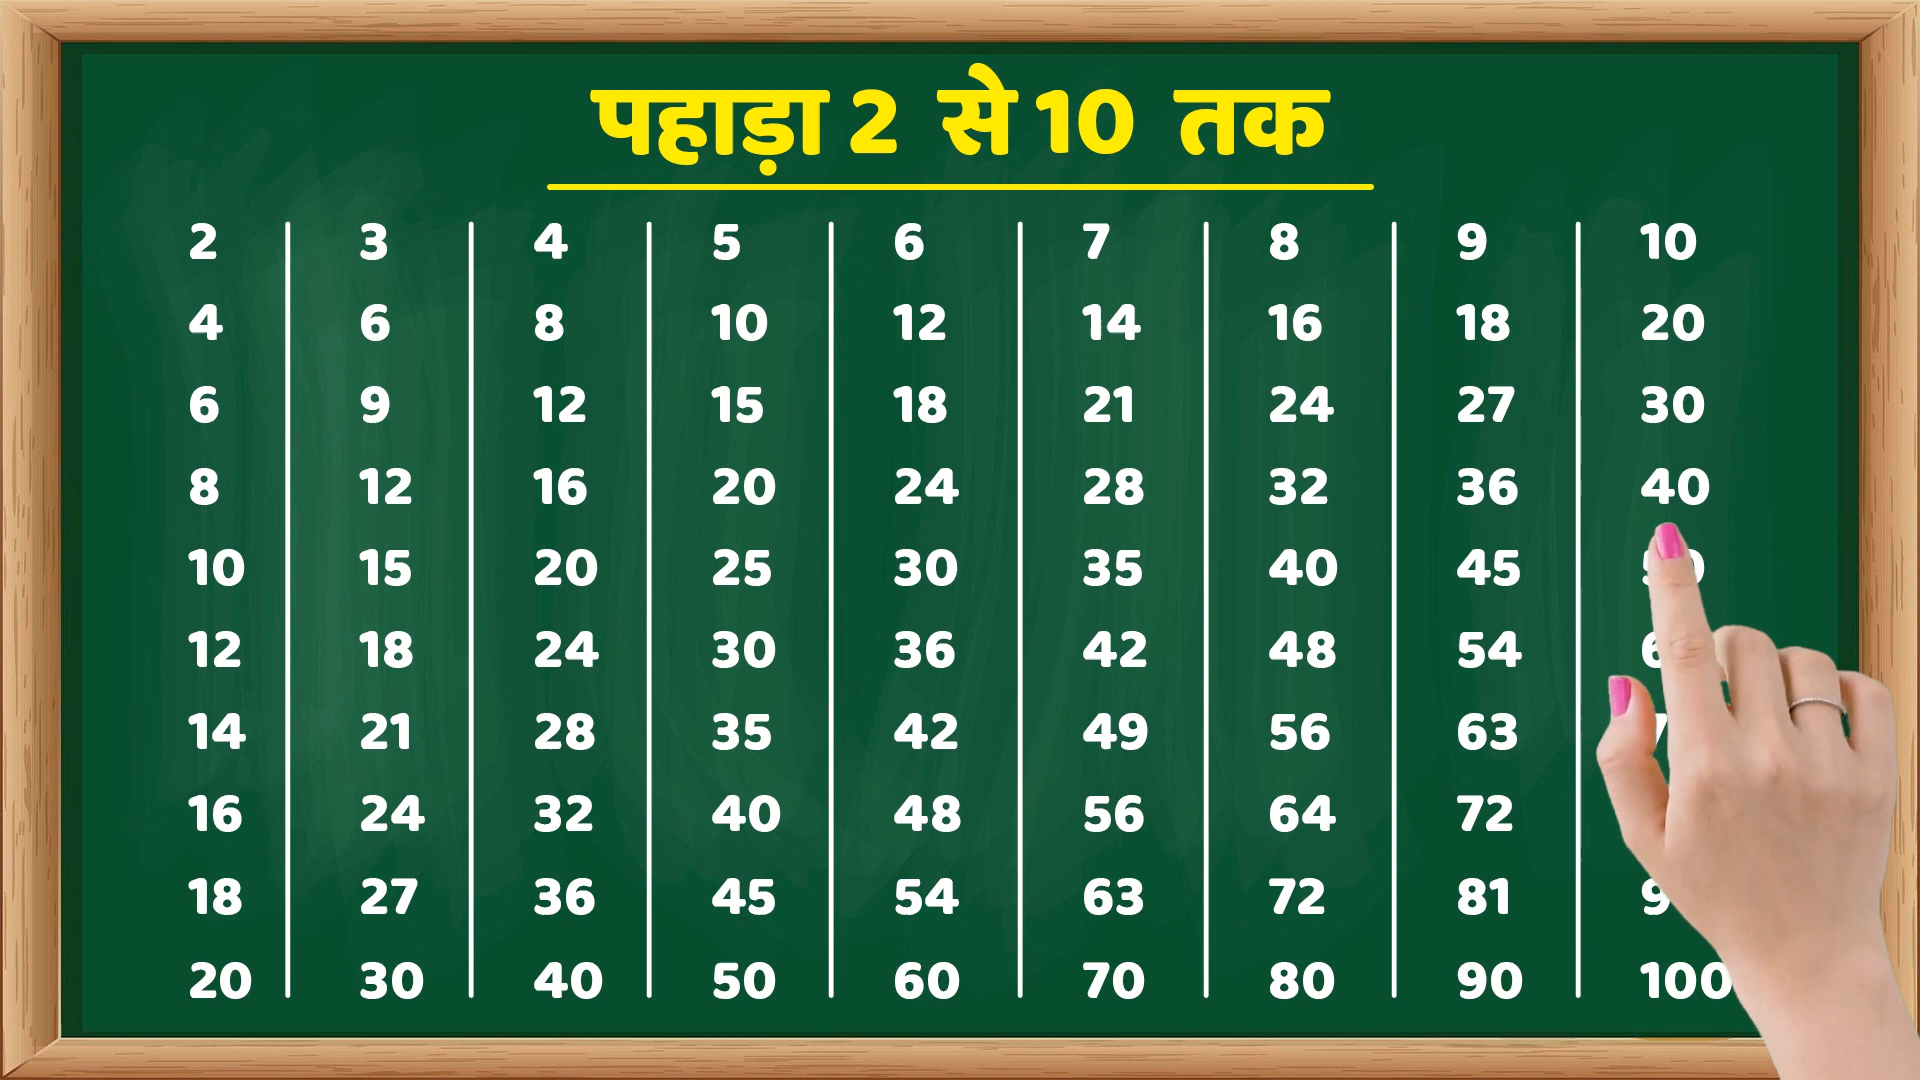 पहाड़ा 2 से 10 तक
2 3 4 5 6 7 8 9 10
4 6 8 10 12 14 16 18 20
6 9 12 15 18 21 24 27 30
8 12 16 20 24 28 32 36 40
10 15 20 25 30 35 40 45
12 18 24 30 36 42 48 54
14 21 28 35 42 49 56 63
16 24 32 40 48 56 64 72
18 27 36 45 54 63 72 81
20 30 40 50 60 70 80 90 100